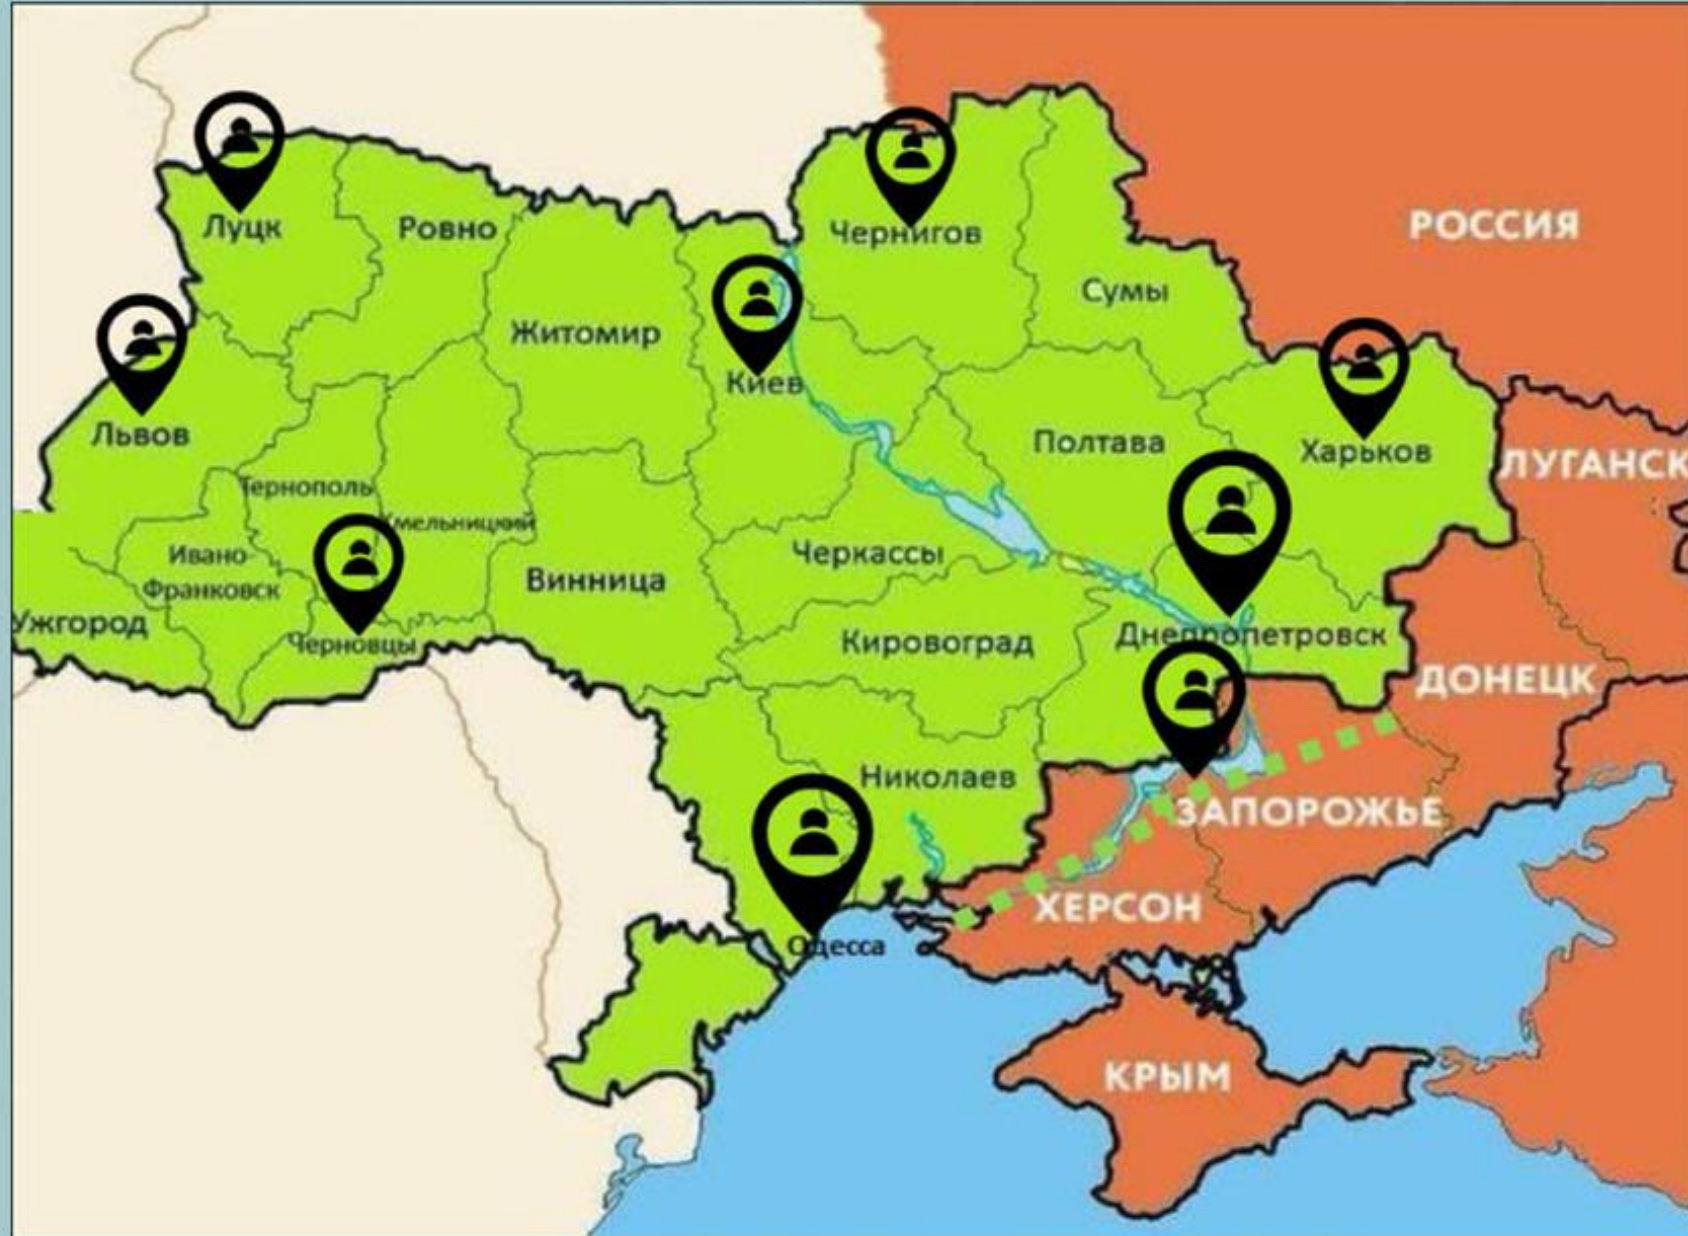 Луцк
Ровно
Чернигов
РОССИЯ
Сумы
Житомир
Киев
Львов
Полтава
Харьков
ЛУГАНСК
Тернополь
Хмельницкий
Ивано-
Франковск
Винница
Черкассы
Ужгород
Черновцы
Кировоград
Днепропетровск
ДОНЕЦК
Николаев
ЗАПОРОЖЬЕ
ХЕРСОН
Одесса
КРЫМ